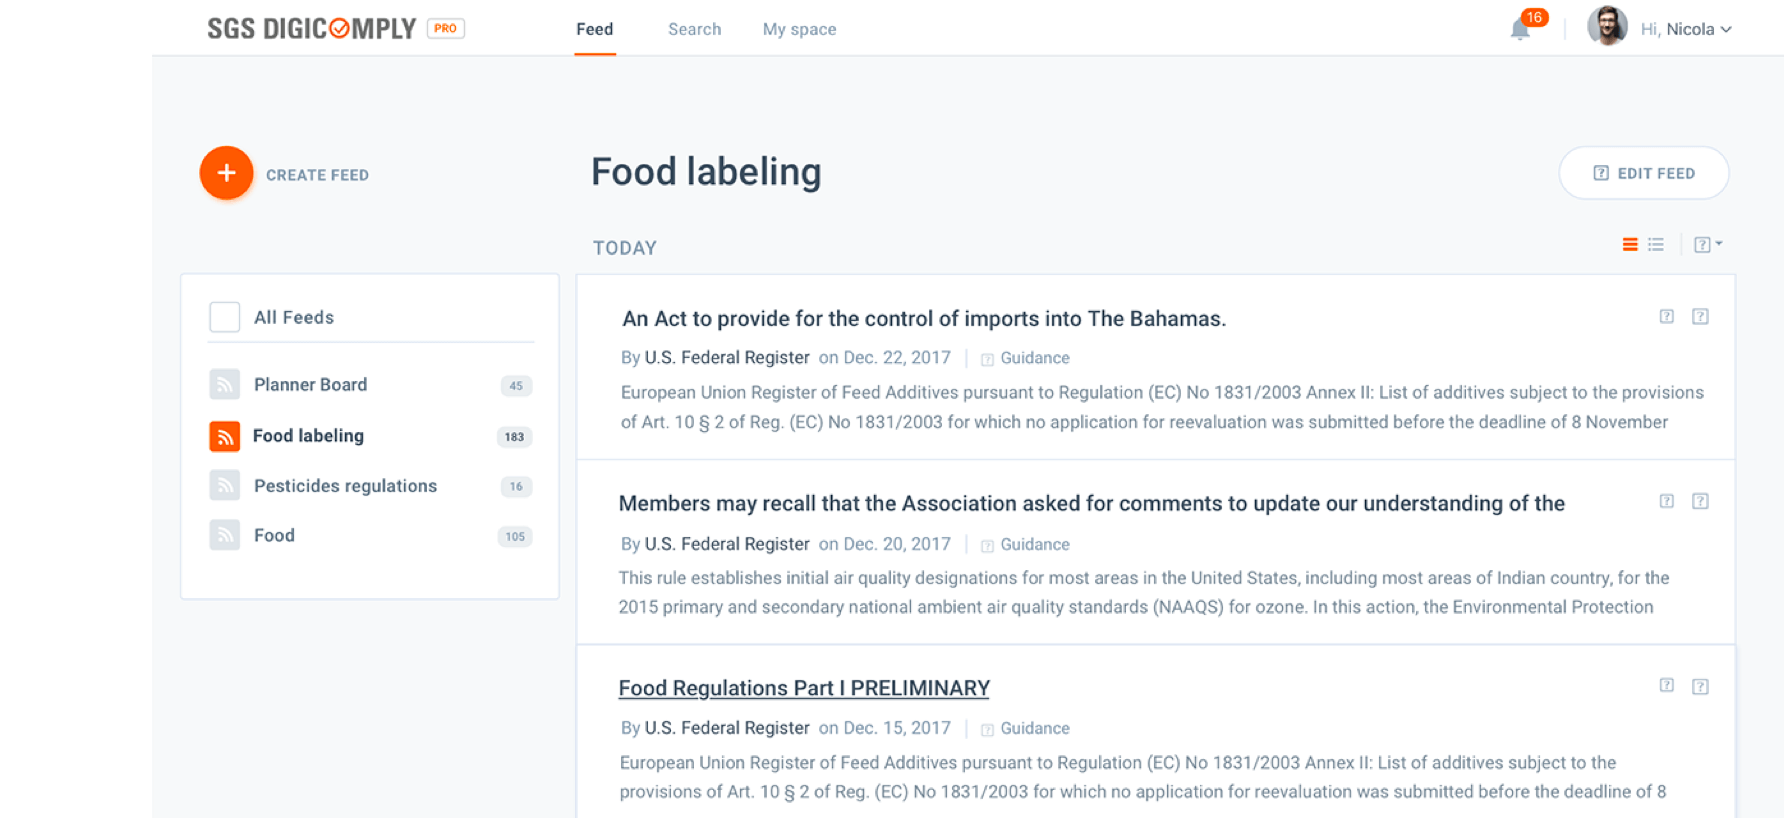 SGS DIGICOMPLY PRO
Feed Search My space
16
Hi, Nicola
CREATE FEED
Food labeling
EDIT FEED
TODAY
All Feeds
Planner Board 45
Food labeling 183
Pesticides regulations 16
Food 105
An Act to provide for the control of imports into The Bahamas.
By U.S. Federal Register on Dec. 22, 2017 Guidance
European Union Register of Feed Additives pursuant to Regulation (EC) No 1831/2003 Annex II: List of additives subject to the provisions
of Art. 10 § 2 of Reg. (EC) No 1831/2003 for which no application for reevaluation was submitted before the deadline of 8 November
Members may recall that the Association asked for comments to update our understanding of the
By U.S. Federal Register on Dec. 20, 2017 Guidance
This rule establishes initial air quality designations for most areas in the United States, including most areas of Indian country, for the
2015 primary and secondary national ambient air quality standards (NAAQS) for ozone. In this action, the Environmental Protection
Food Regulations Part I PRELIMINARY
By U.S. Federal Register on Dec. 15, 2017 Guidance
European Union Register of Feed Additives pursuant to Regulation (EC) No 1831/2003 Annex II: List of additives subject to the
provisions of Art. 10 § 2 of Reg. (EC) No 1831/2003 for which no application for reevaluation was submitted before the deadline of 8